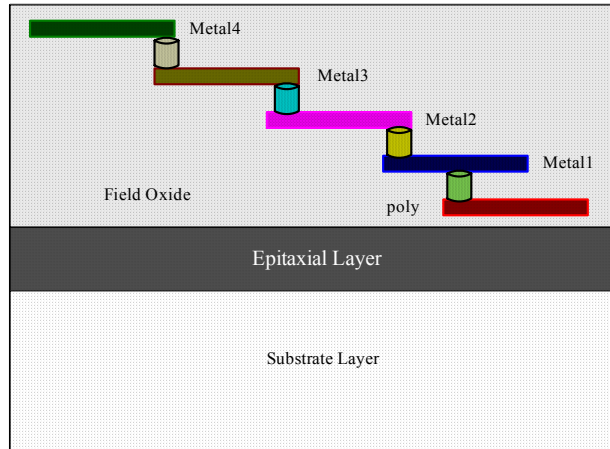 Metal4
Metal3
Metal2
Metal1
Field Oxide
poly
Epitaxial Layer
Substrate Layer